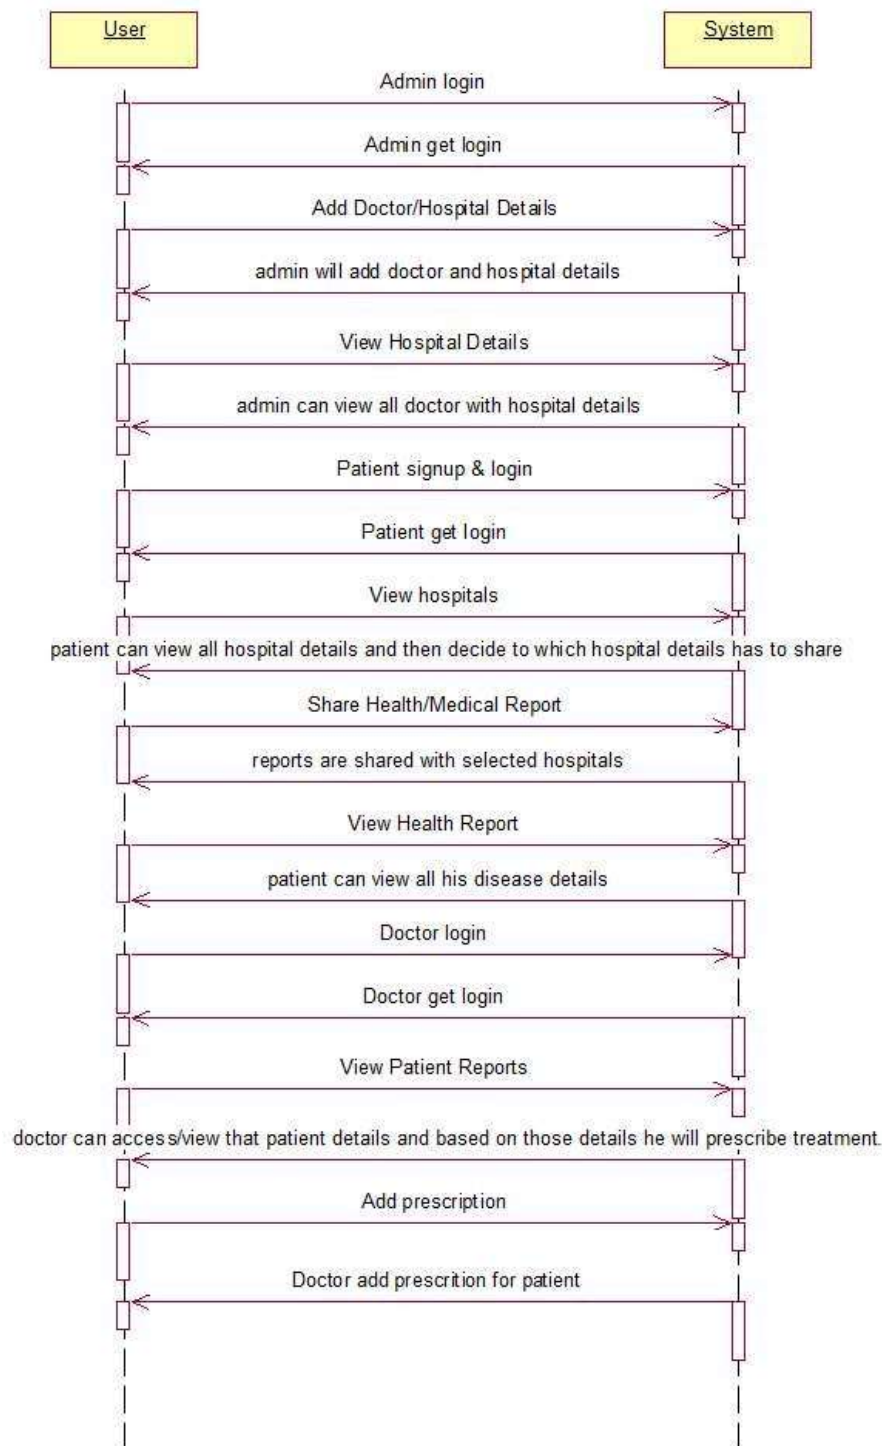 User
System
Admin login
Admin get login
Add Doctor/Hospital Details
admin will add doctor and hospital details
View Hospital Details
admin can view all doctor with hospital details
Patient signup & login
Patient get login
View hospitals
patient can view all hospital details and then decide to which hospital details has to share
Share Health/Medical Report
reports are shared with selected hospitals
View Health Report
patient can view all his disease details
Doctor login
Doctor get login
View Patient Reports
doctor can access/view that patient details and based on those details he will prescribe treatment.
Add prescription
Doctor add prescrition for patient